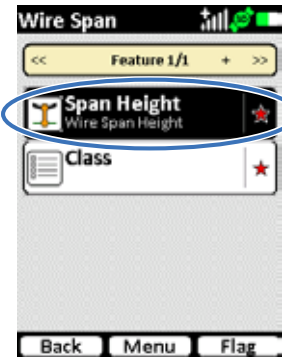 Wire Span
<< Feature 1/1 + >>
Span Height
Wire Span Height
Class
Back Menu Flag